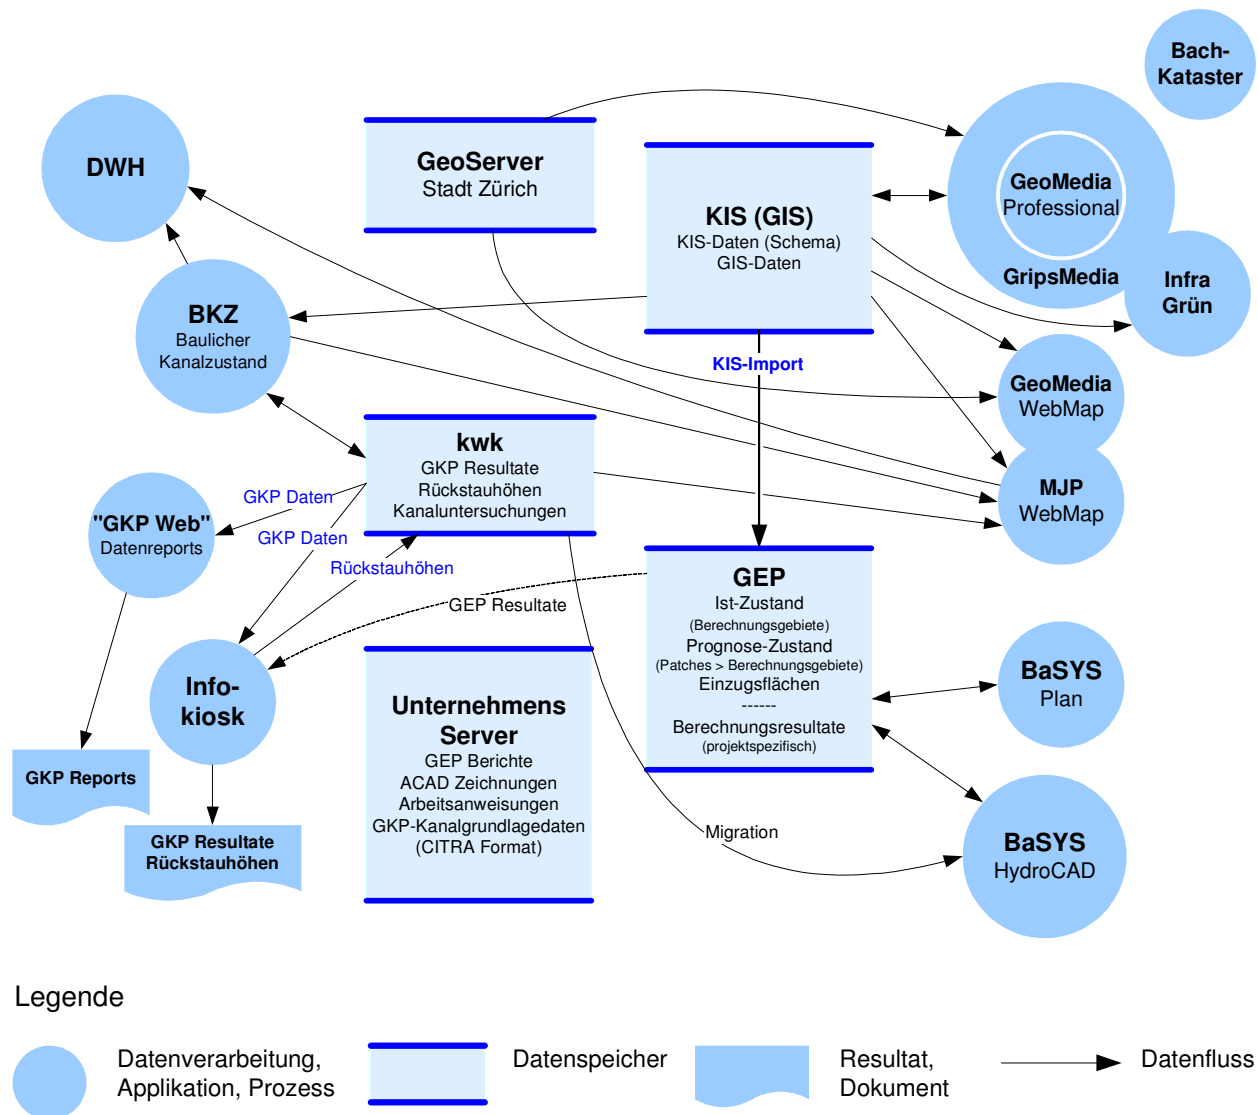 Bach-
Kataster
DWH
GeoServer
Stadt Zürich
KIS (GIS)
KIS-Daten (Schema)
GIS-Daten
GeoMedia
Professional
GripsMedia
Infra
Grün
BKZ
Baulicher
Kanalzustand
KIS-Import
GeoMedia
WebMap
kwk
GKP Resultate
Rückstauhöhen
Kanaluntersuchungen
MJP
WebMap
GKP Daten
"GKP Web"
Datenreports
GKP Daten
Rückstauhöhen
GEP Resultate
GEP
Ist-Zustand
(Berechnungsgebiete)
Prognose-Zustand
(Patches > Berechnungsgebiete)
Einzugsflächen
------
Berechnungsresultate
(projektspezifisch)
BaSYS
Plan
Info-
kiosk
Unternehmens
Server
GEP Berichte
ACAD Zeichnungen
Arbeitsanweisungen
GKP-Kanalgrundlagedaten
(CITRA Format)
GKP Reports
GKP Resultate
Rückstauhöhen
Migration
BaSYS
HydroCAD
Legende
Datenverarbeitung,
Applikation, Prozess
Datenspeicher
Resultat,
Dokument
Datenfluss